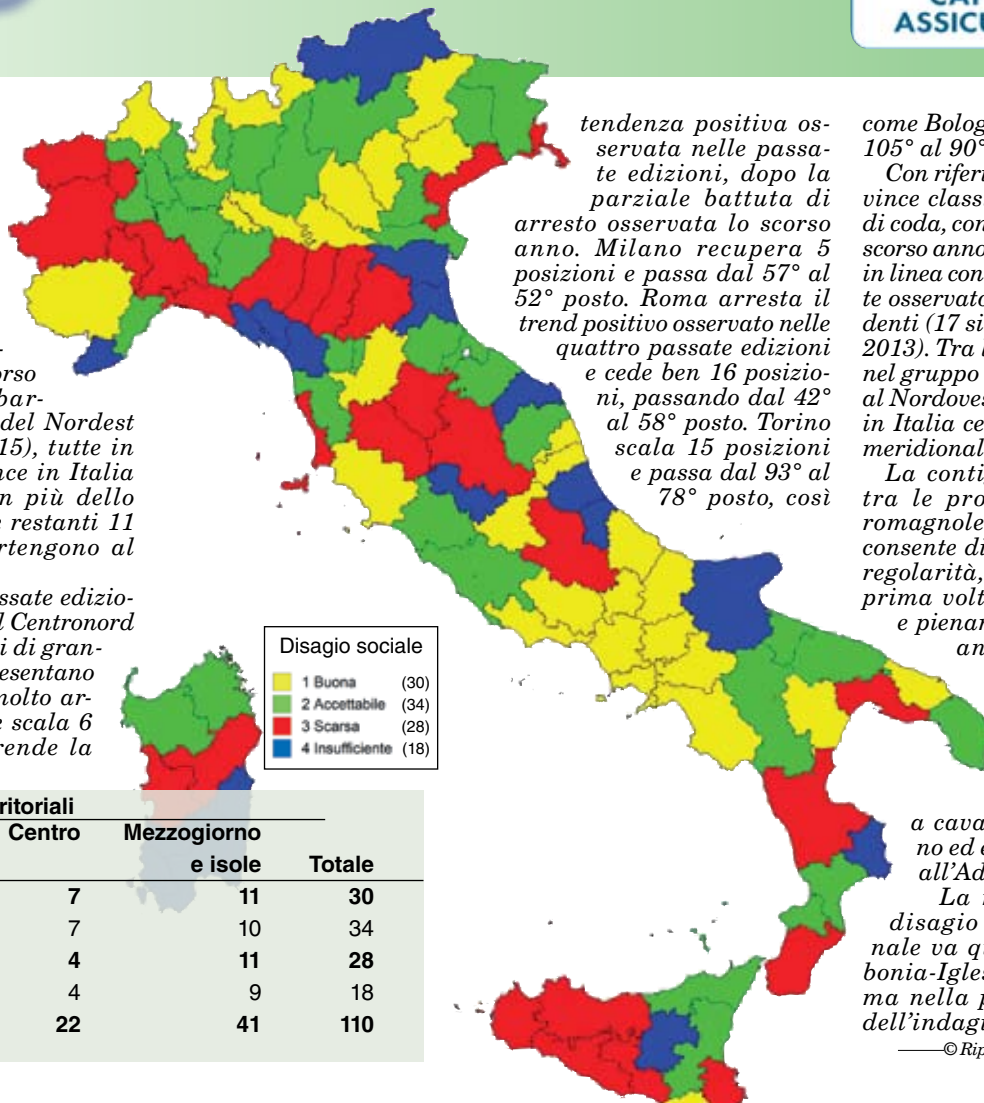 ASSICU
tendenza positiva os-
servata nelle passa-
te edizioni, dopo la
parziale battuta di
arresto osservata lo scorso
anno. Milano recupera 5
posizioni e passa dal 57° al
52° posto. Roma arresta il
trend positivo osservato nelle
quattro passate edizioni
e cede ben 16 posizio-
ni, passando dal 42°
al 58° posto. Torino
scala 15 posizioni
e passa dal 93° al
78° posto, così
come Bolog
105° al 90°
Con riferi
vince classi
di coda, con
scorso anno
in linea con
te osservato
denti (17 si
2013). Tra l
nel gruppo
al Nordoves
in Italia ce
meridional
La conti
tra le pro
romagnole
consente di
regolarità,
prima volt
e pienar
an
orso
bar-
del Nordest
15), tutte in
nce in Italia
n più dello
e restanti 11
rtengono al
ssate edizio-
l Centronord
i di gran-
esentano
molto ar-
e scala 6
rende la
Disagio sociale
1 Buona (30)
2 Accettabile (34)
3 Scarsa (28)
4 Insufficiente (18)
ritoriali
Centro Mezzogiorno
e isole Totale
7 11 30
7 10 34
4 11 28
4 9 18
22 41 110
a cava
no ed e
all'Ad
La
disagio
nale va qu
bonia-Igles
ma nella p
dell'indagi
© Rip